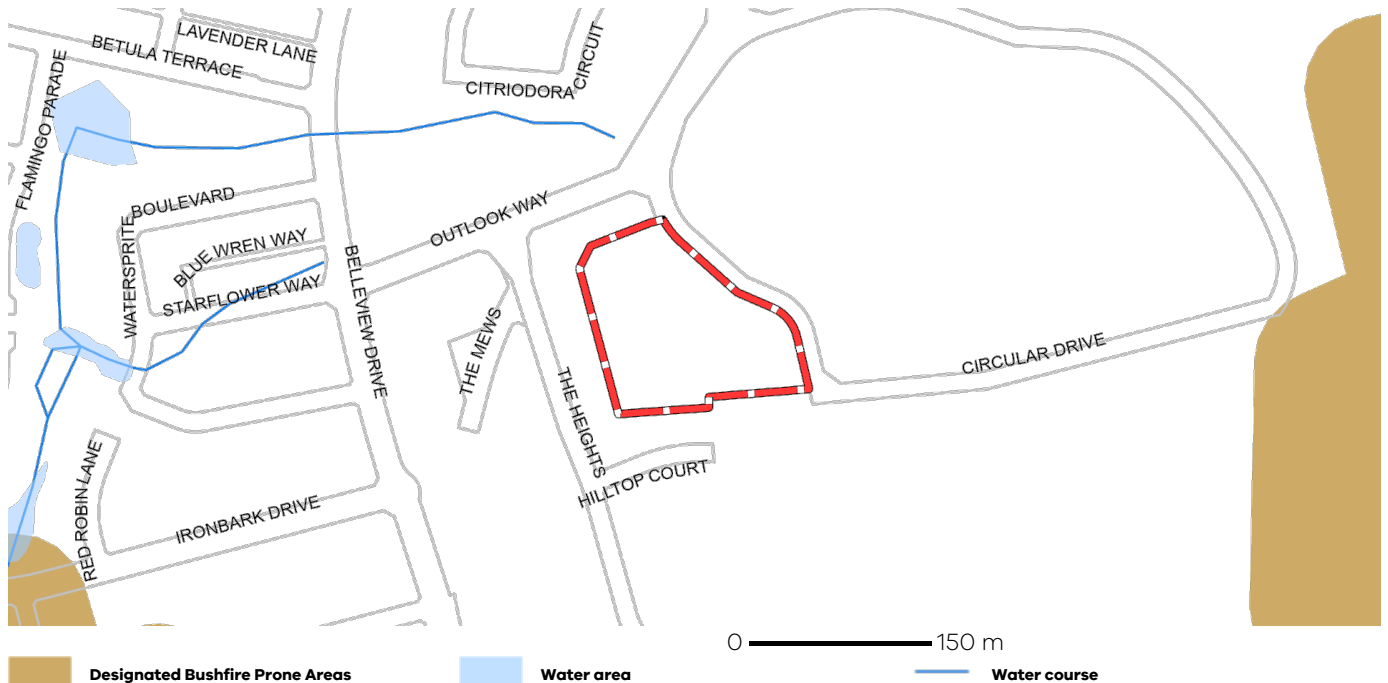 LAVENDER LANE
BETULA TERRACE
CIRCUIT
CITRIODORA
FLAMINGO PARADE
BOULEVARD
WATERSPRITE
OUTLOOK WAY
BLUE WREN WAY
STARFLOWER WAY
BELLEVIEW DRIVE
THE MEWS
CIRCULAR DRIVE
THE HEIGHTS
HILLTOP COURT
RED ROBIN LANE
IRONBARK DRIVE
0 150 m
Designated Bushfire Prone Areas
Water area
Water course